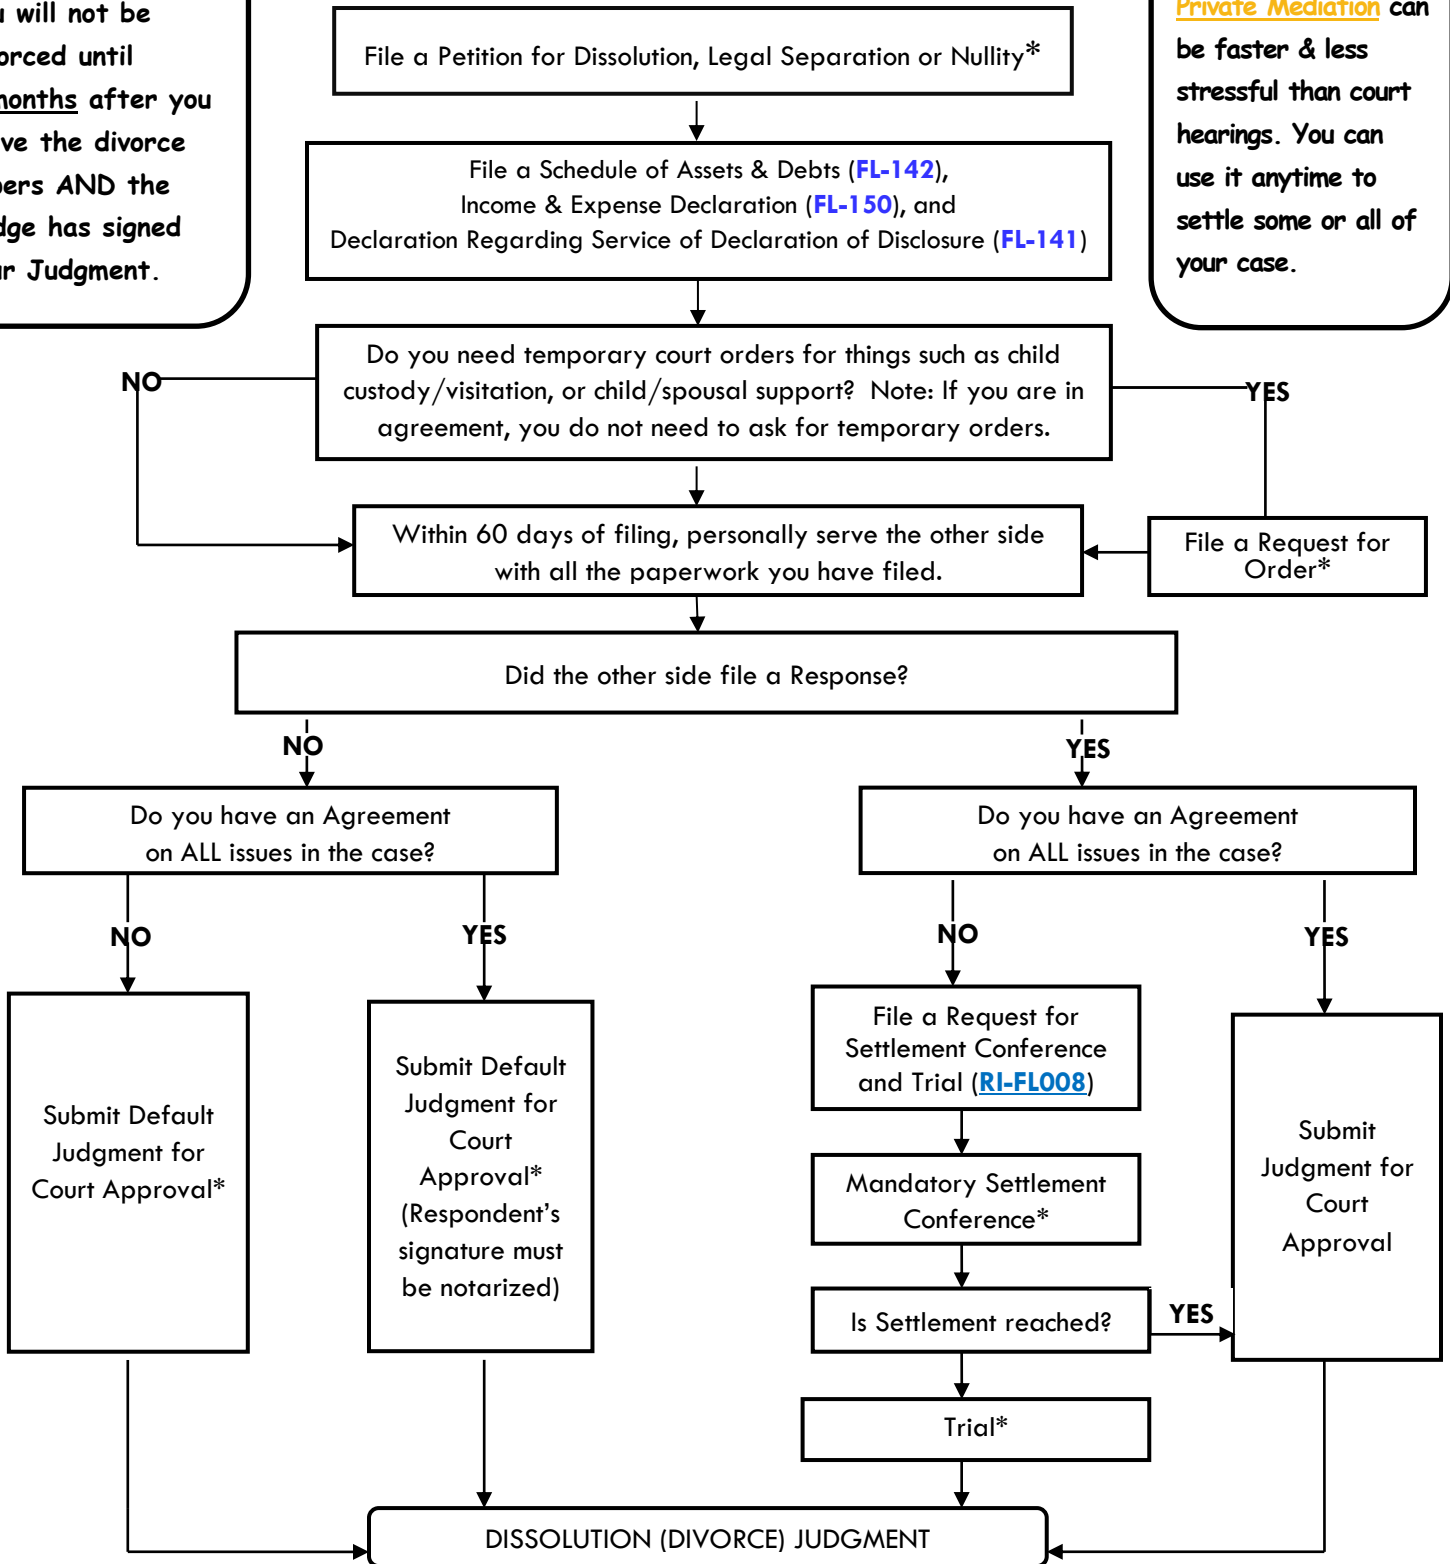 will not be
until
after you
the divorce
AND the
has signed
Judgment.
Private Mediation can
be faster & less
stressful than court
hearings. You can
use it anytime to
settle some or all of
your case.
File a Petition for Dissolution, Legal Separation or Nullity*
File a Schedule of Assets & Debts (FL-142),
Income & Expense Declaration (FL-150), and
Declaration Regarding Service of Declaration of Disclosure (FL-141)
Do you need temporary court orders for things such as child
custody/visitation, or child/spousal support? Note: If you are in
agreement, you do not need to ask for temporary orders.
NO
YES
Within 60 days of filing, personally serve the other side
with all the paperwork you have filed.
File a Request for
Order*
Did the other side file a Response?
NO
YES
Do you have an Agreement
on ALL issues in the case?
Do you have an Agreement
on ALL issues in the case?
NO
YES
NO
YES
Submit Default
Judgment for
Court Approval*
Submit Default
Judgment for
Court
Approval*
(Respondent’s
signature must
be notarized)
File a Request for
Settlement Conference
and Trial (RI-FL008)
Mandatory Settlement
Conference*
Is Settlement reached?
YES
Submit
Judgment for
Court
Approval
Trial*
DISSOLUTION (DIVORCE) JUDGMENT